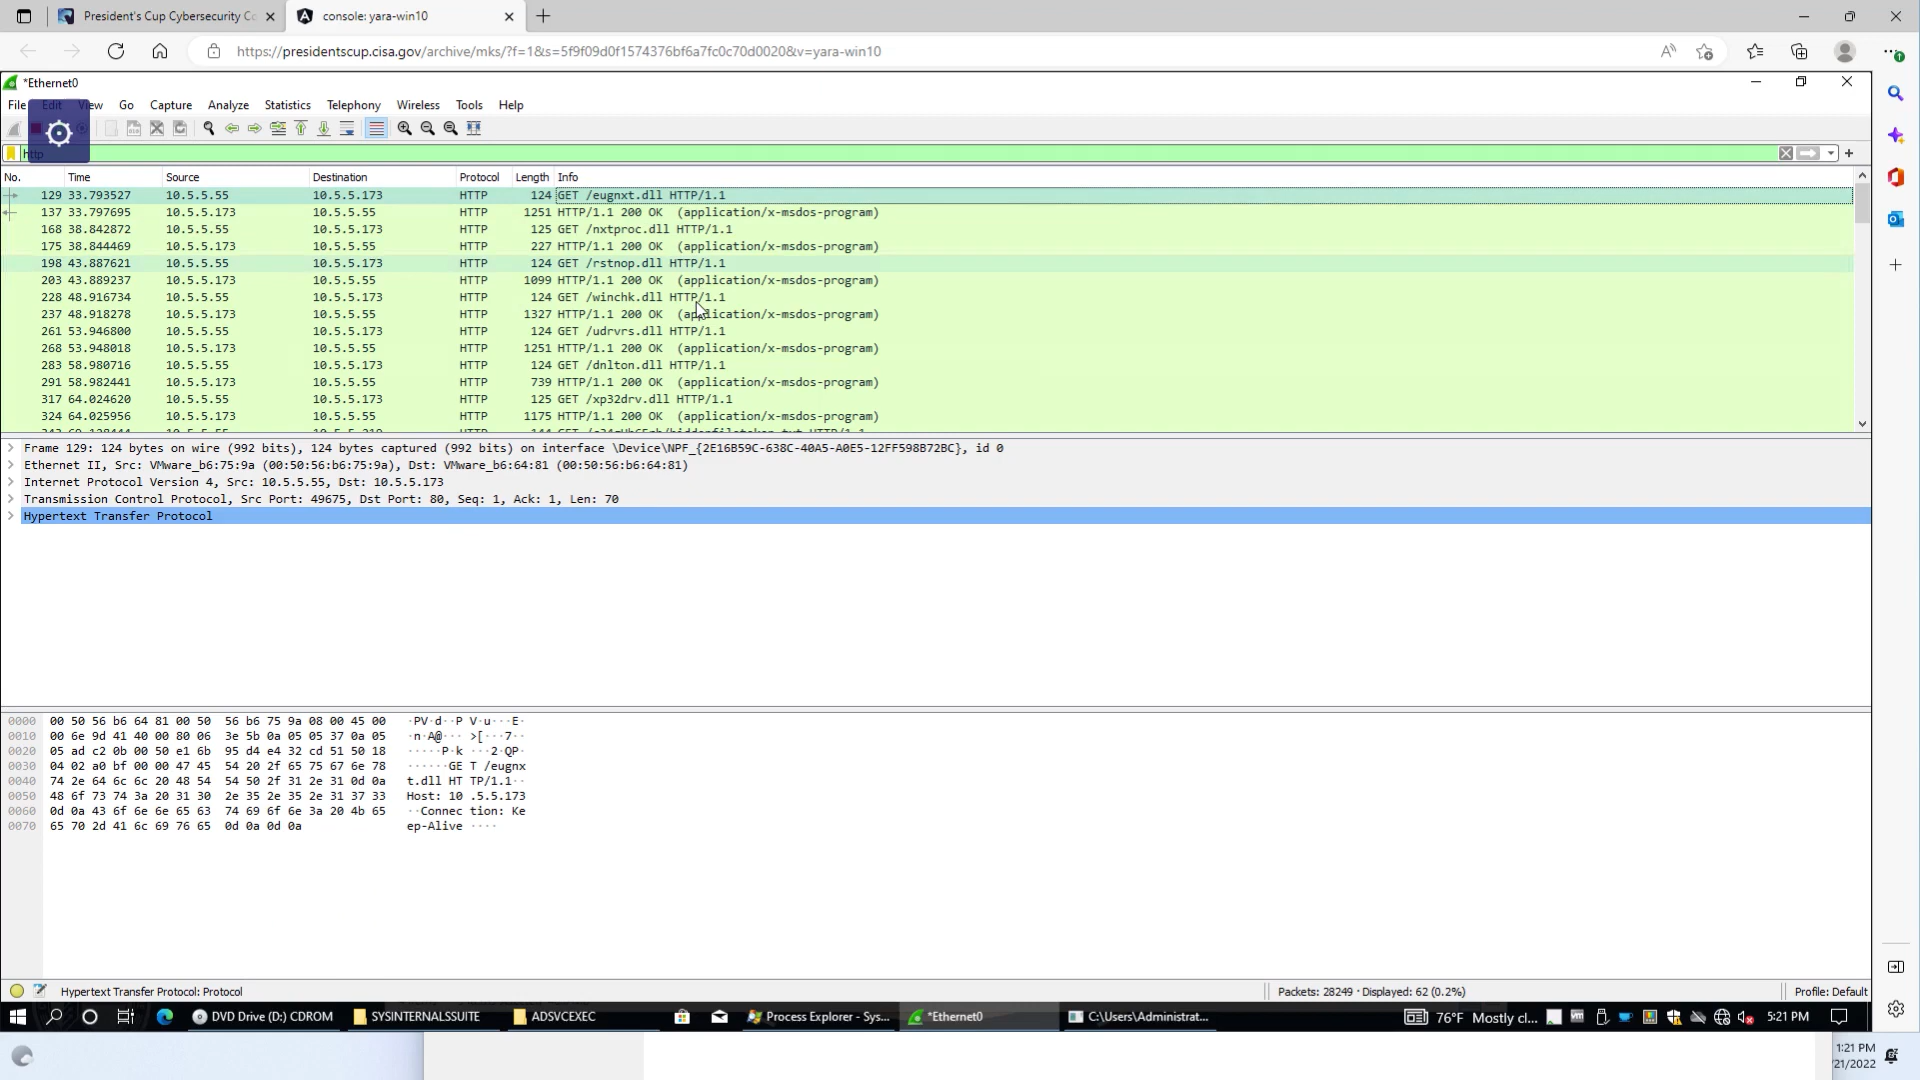 President's Cup Cybersecurity Co
console: yara-win10
https://presidentscup.cisa.gov/archive/mks/?f=1&s=5f9f09d0f1574376bf6a7fc0c70d0020&v=yara-win10
*Ethernet0
File Edit View Go Capture Analyze Statistics Telephony Wireless Tools Help
http
No. Time Source Destination Protocol Length Info
129 33.793527 10.5.5.55 10.5.5.173 HTTP 124 GET /eugnxt.dll HTTP/1.1
137 33.797695 10.5.5.173 10.5.5.55 HTTP 1251 HTTP/1.1 200 OK (application/x-msdos-program)
168 38.842872 10.5.5.55 10.5.5.173 HTTP 125 GET /nxtproc.dll HTTP/1.1
175 38.844469 10.5.5.173 10.5.5.55 HTTP 227 HTTP/1.1 200 OK (application/x-msdos-program)
198 43.887621 10.5.5.55 10.5.5.173 HTTP 124 GET /rstnop.dll HTTP/1.1
203 43.889237 10.5.5.173 10.5.5.55 HTTP 1099 HTTP/1.1 200 OK (application/x-msdos-program)
228 48.916734 10.5.5.55 10.5.5.173 HTTP 124 GET /winchk.dll HTTP/1.1
237 48.918278 10.5.5.173 10.5.5.55 HTTP 1327 HTTP/1.1 200 OK (application/x-msdos-program)
261 53.946800 10.5.5.55 10.5.5.173 HTTP 124 GET /udrvrs.dll HTTP/1.1
268 53.948018 10.5.5.173 10.5.5.55 HTTP 1251 HTTP/1.1 200 OK (application/x-msdos-program)
283 58.980716 10.5.5.55 10.5.5.173 HTTP 124 GET /dnlton.dll HTTP/1.1
291 58.982441 10.5.5.173 10.5.5.55 HTTP 739 HTTP/1.1 200 OK (application/x-msdos-program)
317 64.024620 10.5.5.55 10.5.5.173 HTTP 125 GET /xp32drv.dll HTTP/1.1
324 64.025956 10.5.5.173 10.5.5.55 HTTP 1175 HTTP/1.1 200 OK (application/x-msdos-program)
Frame 129: 124 bytes on wire (992 bits), 124 bytes captured (992 bits) on interface \Device\NPF_{2E16B59C-638C-40A5-A0E5-12FF598B72BC}, id 0
Ethernet II, Src: VMware_b6:75:9a (00:50:56:b6:75:9a), Dst: VMware_b6:64:81 (00:50:56:b6:64:81)
Internet Protocol Version 4, Src: 10.5.5.55, Dst: 10.5.5.173
Transmission Control Protocol, Src Port: 49675, Dst Port: 80, Seq: 1, Ack: 1, Len: 70
Hypertext Transfer Protocol
0000 00 50 56 b6 64 81 00 50 56 b6 75 9a 08 00 45 00 ·PV·d··P V·u···E·
0010 00 6e 9d 41 40 00 80 06 3e 5b 0a 05 05 37 0a 05 ·n·A@··· >[···7··
0020 05 ad c2 0b 00 50 e1 6b 95 d4 e4 32 cd 51 50 18 ·····P·k ···2·QP·
0030 04 02 a0 bf 00 00 47 45 54 20 2f 65 75 67 6e 78 ······GE T /eugnx
0040 74 2e 64 6c 6c 20 48 54 54 50 2f 31 2e 31 0d 0a t.dll HT TP/1.1··
0050 48 6f 73 74 3a 20 31 30 2e 35 2e 35 2e 31 37 33 Host: 10 .5.5.173
0060 0d 0a 43 6f 6e 6e 65 63 74 69 6f 6e 3a 20 4b 65 ··Connec tion: Ke
0070 65 70 2d 41 6c 69 76 65 0d 0a 0d 0a ep-Alive ····
Hypertext Transfer Protocol: Protocol Packets: 28249 · Displayed: 62 (0.2%) Profile: Default
DVD Drive (D:) CDROM SYSINTERNALSSUITE ADSVCEXEC Process Explorer - Sys... *Ethernet0 C:\Users\Administrat... 76°F Mostly cl... 5:21 PM
1:21 PM
/21/2022